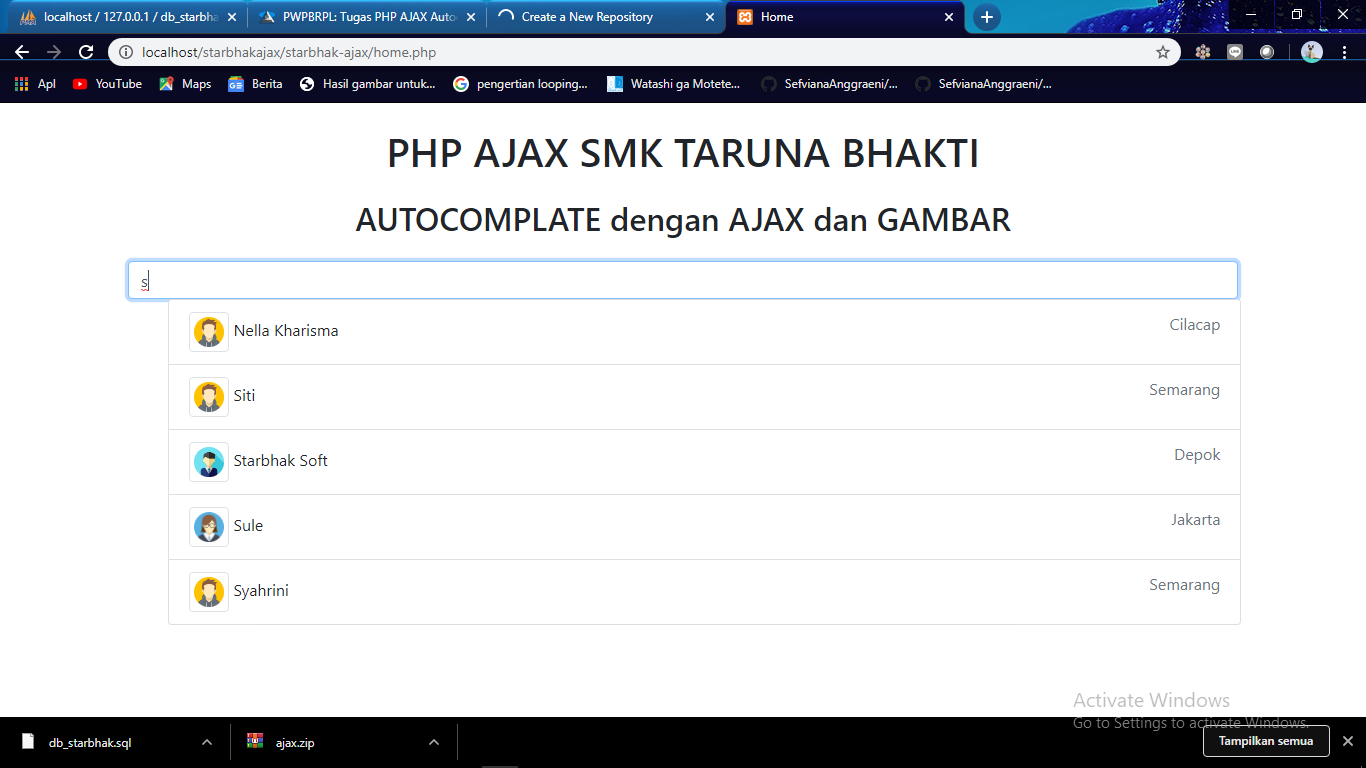 localhost / 127.0.0.1 / db_starbha
PWPBRPL: Tugas PHP AJAX Auto
Create a New Repository
Home
localhost/starbhakajax/starbhak-ajax/home.php
Apl
YouTube
Maps
Berita
Hasil gambar untuk...
pengertian looping...
Watashi ga Motete...
SefvianaAnggraeni/...
SefvianaAnggraeni/...
PHP AJAX SMK TARUNA BHAKTI
AUTOCOMPLATE dengan AJAX dan GAMBAR
s
Nella Kharisma
Cilacap
Siti
Semarang
Starbhak Soft
Depok
Sule
Jakarta
Syahrini
Semarang
Activate Windows
Go to Settings to activate Windows.
db_starbhak.sql
ajax.zip
Tampilkan semua